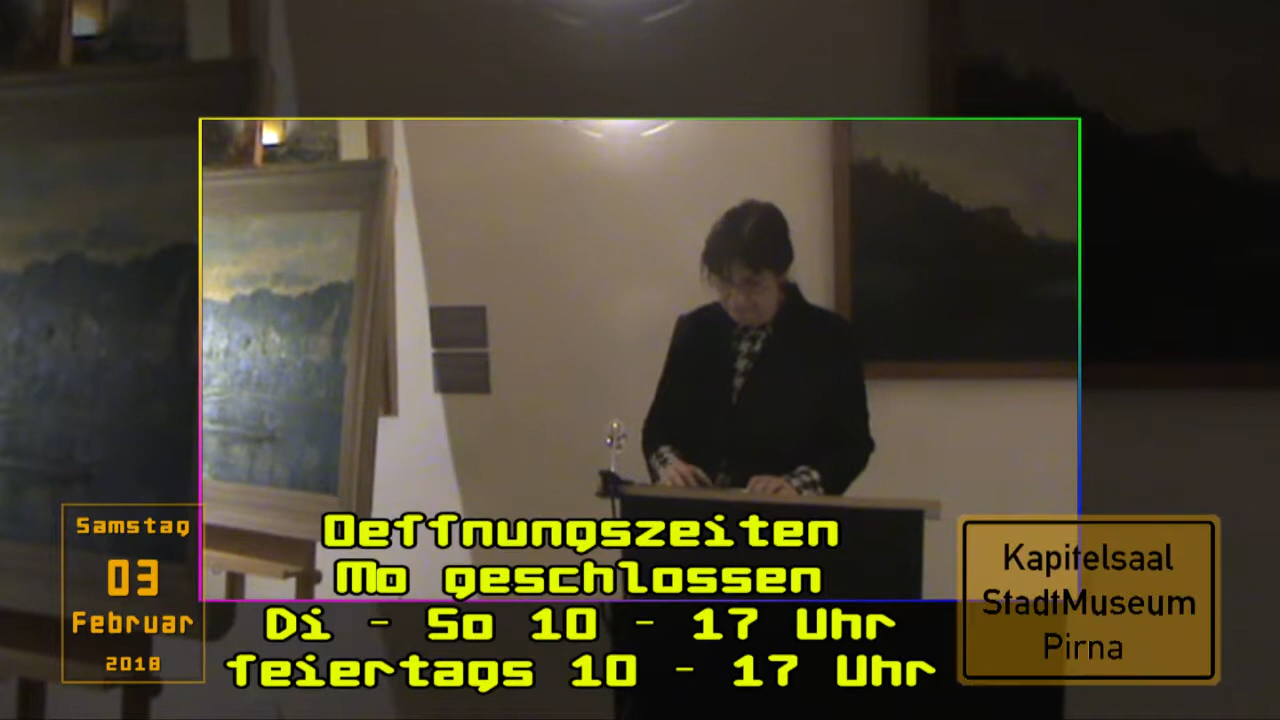 Oeffnungszeiten
Mo geschlossen
Di - So 10 - 17 Uhr
feiertags 10 - 17 Uhr
Samstag
03
Februar
2018
Kapitelsaal
StadtMuseum
Pirna